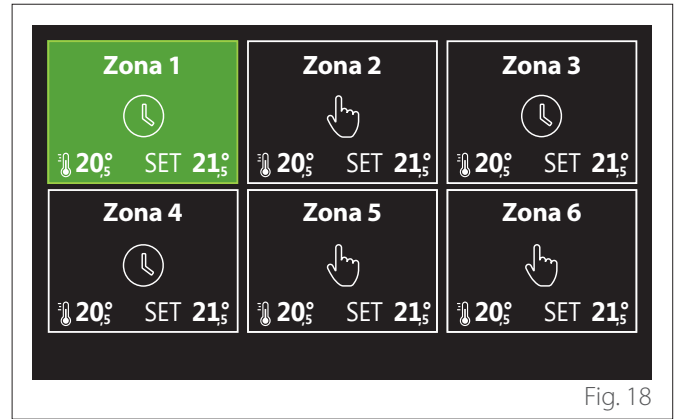 Zona 1 Zona 2 Zona 3
20,5° SET 21,5° 20,5° SET 21,5° 20,5° SET 21,5°
Zona 4 Zona 5 Zona 6
20,5° SET 21,5° 20,5° SET 21,5° 20,5° SET 21,5°
Fig. 18